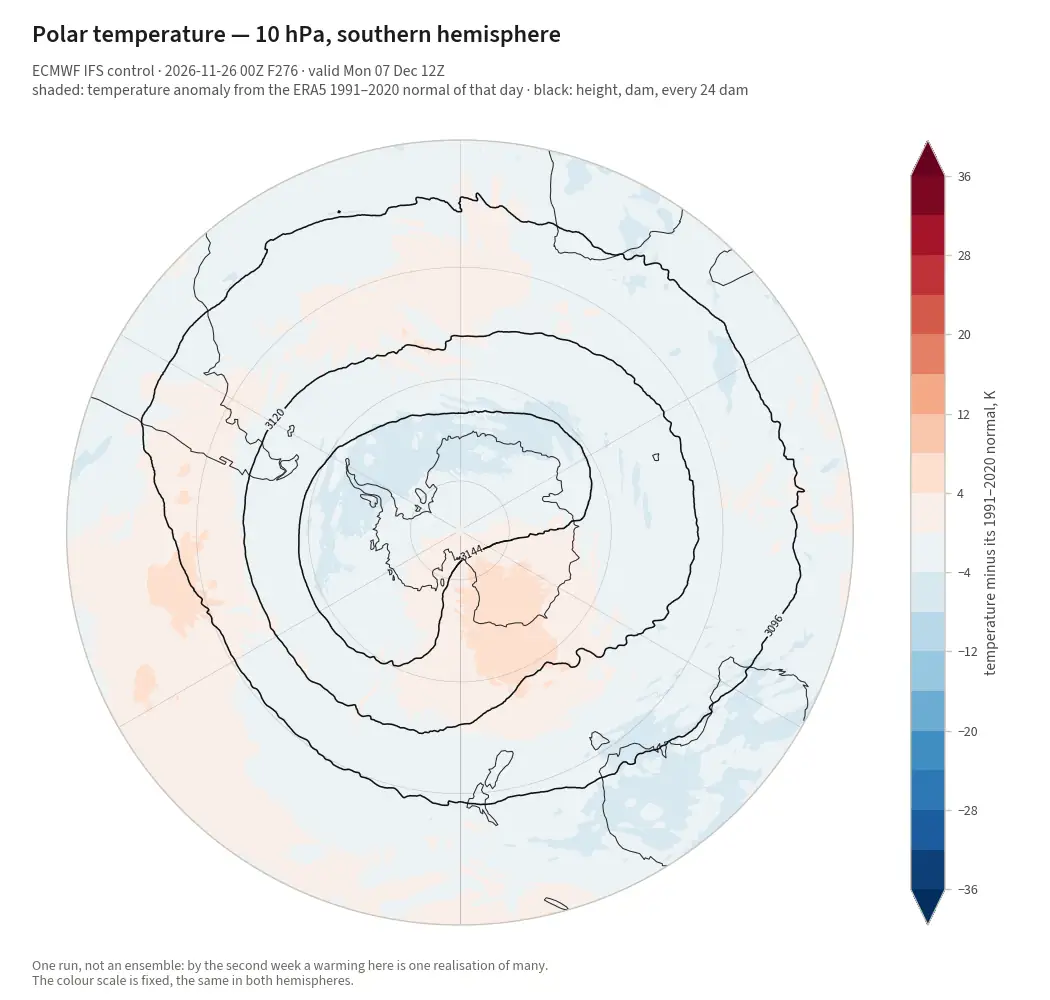 Polar temperature — 10 hPa, southern hemisphere
ECMWF IFS control · 2026-11-26 00Z F276 · valid Mon 07 Dec 12Z
shaded: temperature anomaly from the ERA5 1991–2020 normal of that day · black: height, dam, every 24 dam
36
28
20
12
4
−4
−12
−20
−28
−36
temperature minus its 1991–2020 normal, K
3120
3144
3096
One run, not an ensemble: by the second week a warming here is one realisation of many.
The colour scale is fixed, the same in both hemispheres.